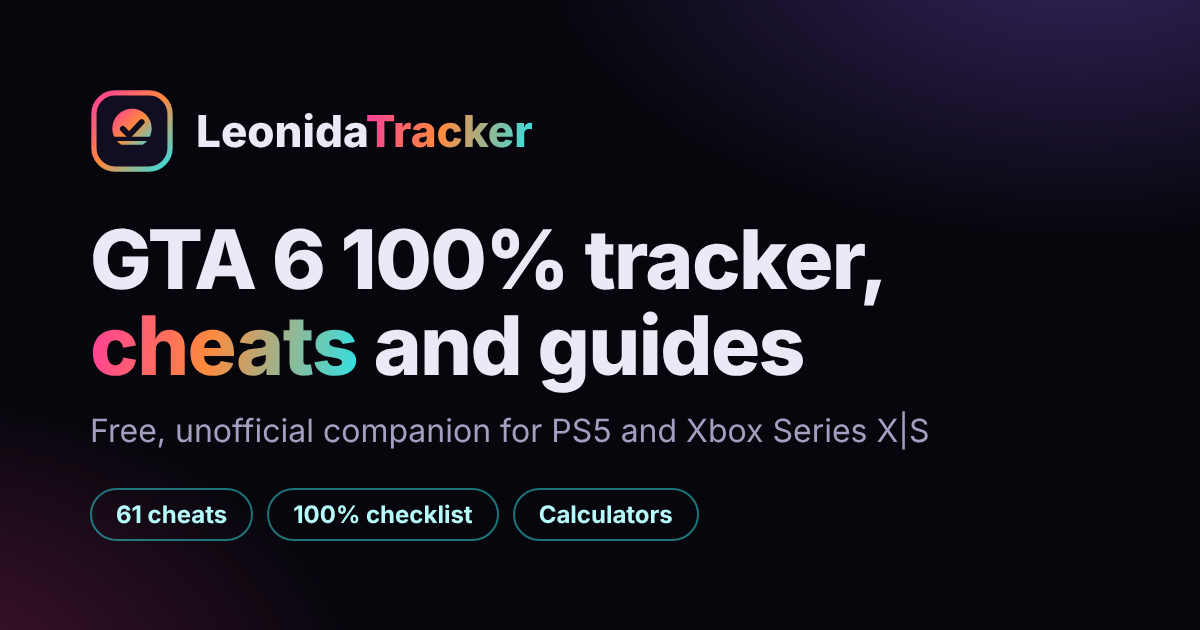 LeonidaTracker
GTA 6 100% tracker,
cheats and guides
Free, unofficial companion for PS5 and Xbox Series X|S
61 cheats
100% checklist
Calculators